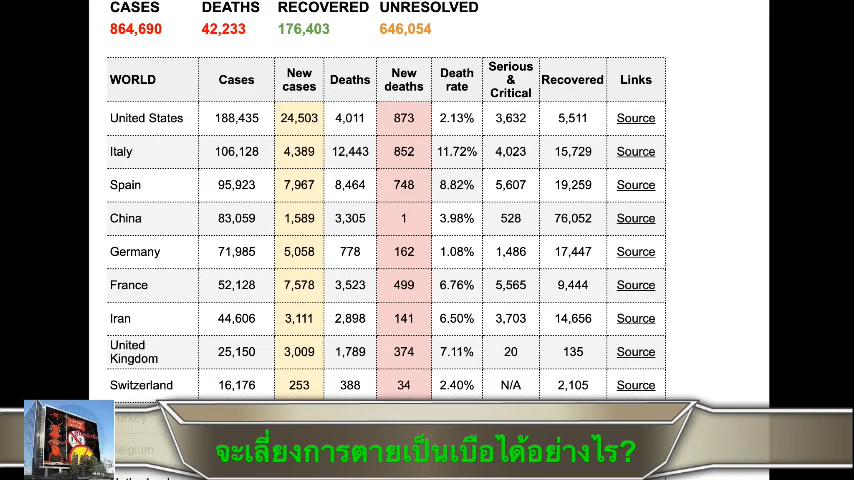 CASES DEATHS RECOVERED UNRESOLVED
864,690 42,233 176,403 646,054
WORLD Cases New cases Deaths New deaths Death rate Serious & Critical Recovered Links
United States 188,435 24,503 4,011 873 2.13% 3,632 5,511 Source
Italy 106,128 4,389 12,443 852 11.72% 4,023 15,729 Source
Spain 95,923 7,967 8,464 748 8.82% 5,607 19,259 Source
China 83,059 1,589 3,305 1 3.98% 528 76,052 Source
Germany 71,985 5,058 778 162 1.08% 1,486 17,447 Source
France 52,128 7,578 3,523 499 6.76% 5,565 9,444 Source
Iran 44,606 3,111 2,898 141 6.50% 3,703 14,656 Source
United Kingdom 25,150 3,009 1,789 374 7.11% 20 135 Source
Switzerland 16,176 253 388 34 2.40% N/A 2,105 Source
จะเลี่ยงการตายเป็นเบือได้อย่างไร?